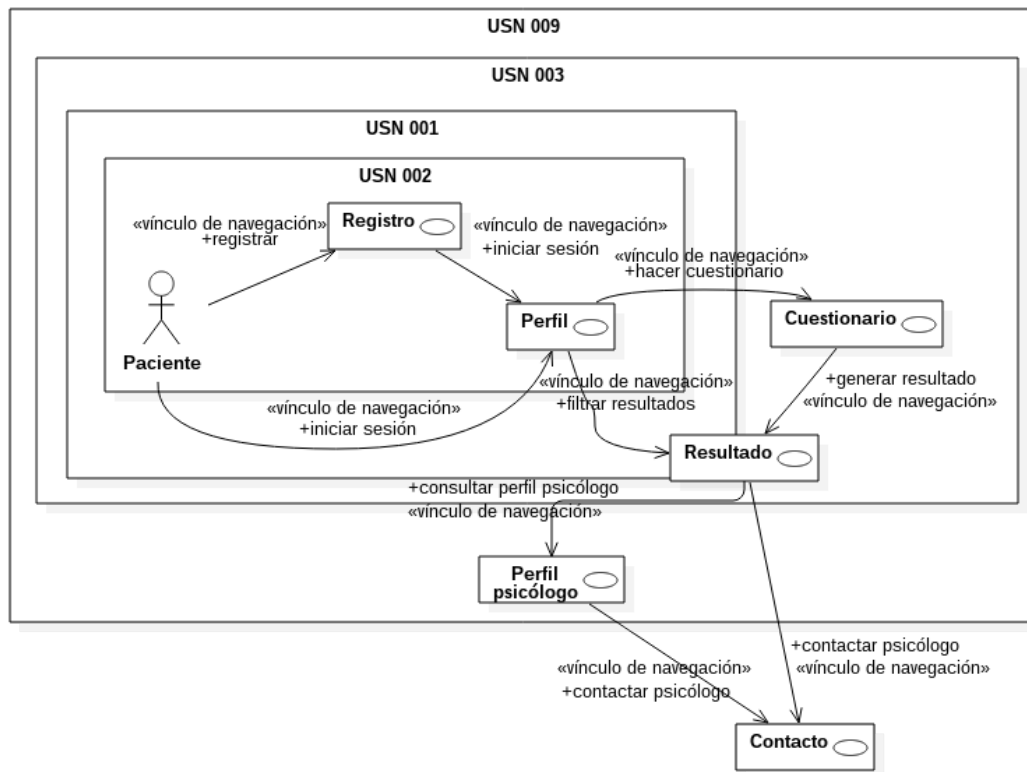 USN 009
USN 003
USN 001
USN 002
Registro
«vínculo de navegación»
+registrar
«vínculo de navegación»
+iniciar sesión
«vínculo de navegación»
+hacer cuestionario
Perfil
Cuestionario
Paciente
«vínculo de navegación»
+filtrar resultados
+generar resultado
«vínculo de navegación»
«vínculo de navegación»
+iniciar sesión
Resultado
+consultar perfil psicólogo
«vínculo de navegación»
Perfil
psicólogo
+contactar psicólogo
«vínculo de navegación»
«vínculo de navegación»
+contactar psicólogo
Contacto